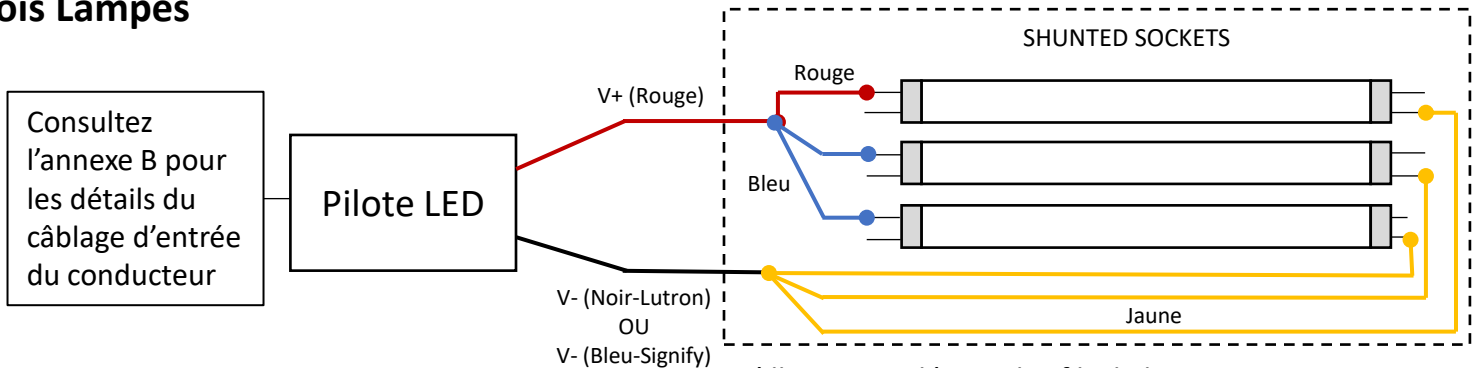 ois Lampes
SHUNTED SOCKETS
Rouge
V+ (Rouge)
Consultez
l'annexe B pour
les détails du
câblage d'entrée
du conducteur
Pilote LED
Bleu
V- (Noir-Lutron)
OU
V- (Bleu-Signify)
Jaune